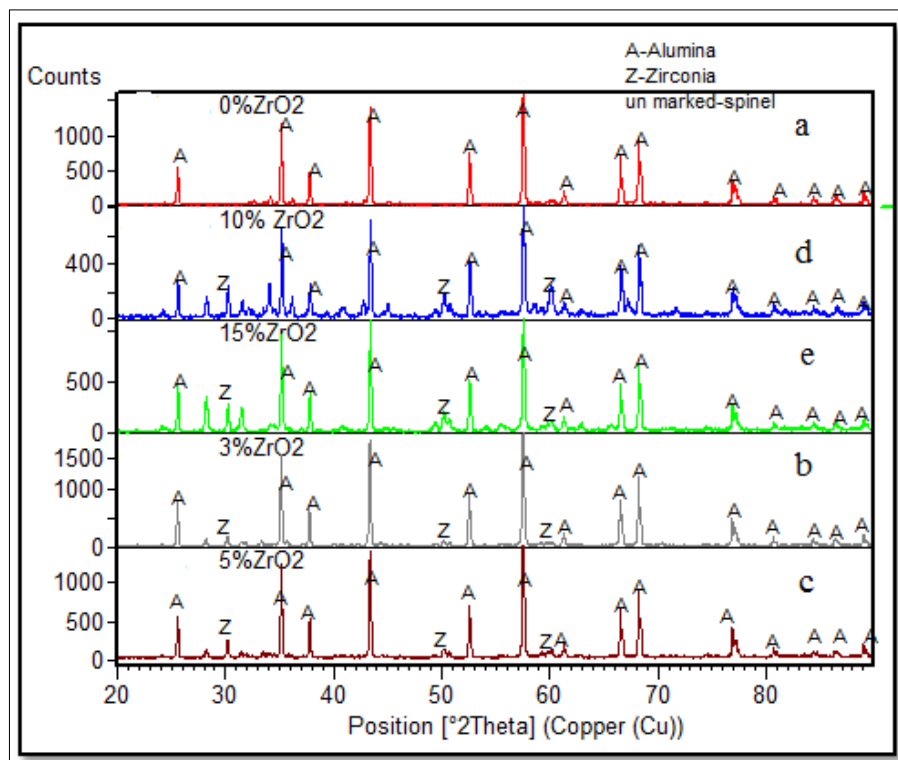 A-Alumina
Z-Zirconia
un marked-spinel
Counts
0%ZrO2
a
1000
500
0
A A A A A A A A A A A A A A
10% ZrO2
d
400
0
A Z A A A Z A A Z A A A A A A A A
15%ZrO2
e
500
0
A Z A A A Z A A Z A A A A A A A A
3%ZrO2
b
1500
1000
0
A Z A A A Z A A Z A A A A A A A A
5%ZrO2
c
1000
500
0
A Z A A A Z A A Z A A A A A A A A
20 30 40 50 60 70 80
Position [°2Theta] (Copper (Cu))